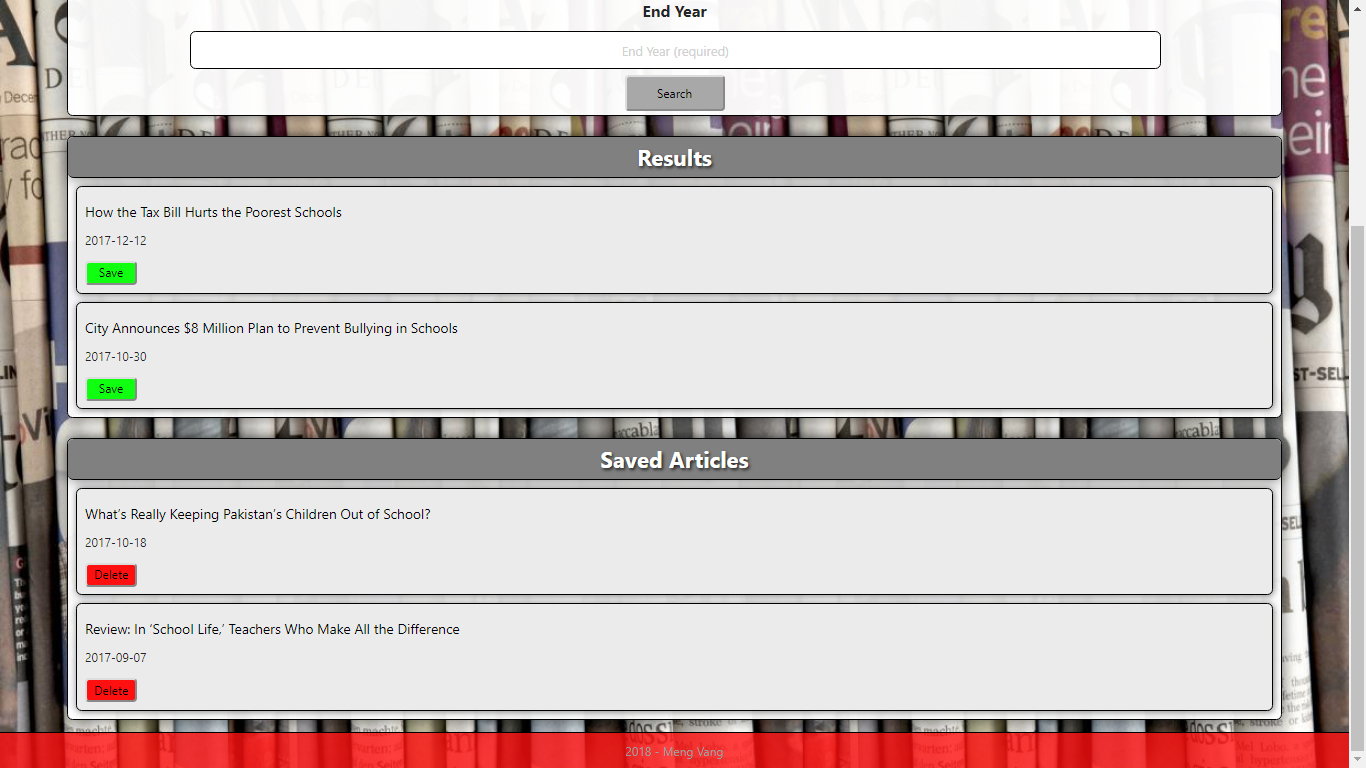 End Year
End Year (required)
Search
Results
How the Tax Bill Hurts the Poorest Schools
2017-12-12
Save
City Announces $8 Million Plan to Prevent Bullying in Schools
2017-10-30
Save
Saved Articles
What’s Really Keeping Pakistan’s Children Out of School?
2017-10-18
Delete
Review: In ‘School Life,’ Teachers Who Make All the Difference
2017-09-07
Delete
2018 - Meng Vang